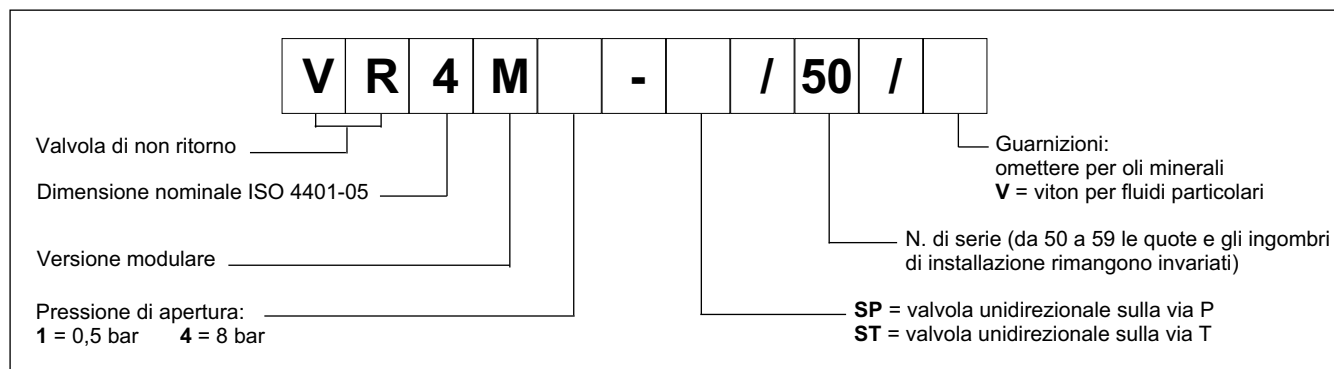 V R 4 M - / 50 /
Valvola di non ritorno
Dimensione nominale ISO 4401-05
Versione modulare
Pressione di apertura:
1 = 0,5 bar 4 = 8 bar
Guarnizioni:
omettere per oli minerali
V = viton per fluidi particolari
N. di serie (da 50 a 59 le quote e gli ingombri
di installazione rimangono invariati)
SP = valvola unidirezionale sulla via P
ST = valvola unidirezionale sulla via T